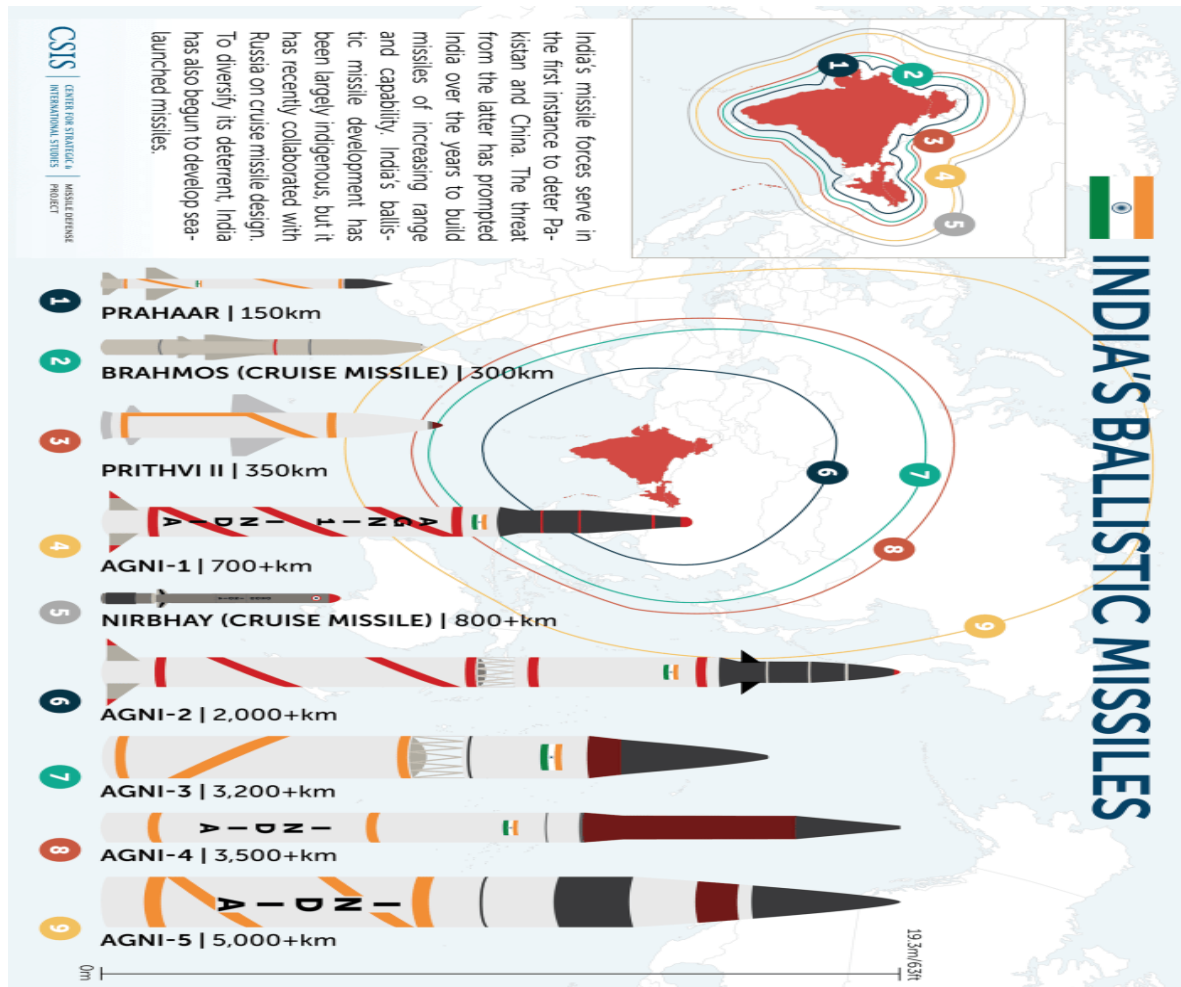 INDIA'S BALLISTIC MISSILES
1
2
3
4
5
India's missile forces serve in
the first instance to deter Pa-
kistan and China. The threat
from the latter has prompted
India over the years to build
missiles of increasing range
and capability. India's ballis-
tic missile development has
been largely indigenous, but it
has recently collaborated with
Russia on cruise missile design.
To diversify its deterrent, India
has also begun to develop sea-
launched missiles.
CSIS
CENTER FOR STRATEGIC &
INTERNATIONAL STUDIES
MISSILE DEFENSE
PROJECT
6
7
8
9
1
PRAHAAR | 150km
2
BRAHMOS (CRUISE MISSILE) | 300km
3
PRITHVI II | 350km
AGNI 1 INDIA
4
AGNI-1 | 700+km
5
NIRBHAY (CRUISE MISSILE) | 800+km
6
AGNI-2 | 2,000+km
7
AGNI-3 | 3,200+km
INDIA
8
AGNI-4 | 3,500+km
INDIA
9
AGNI-5 | 5,000+km
0m
19.3m/63ft